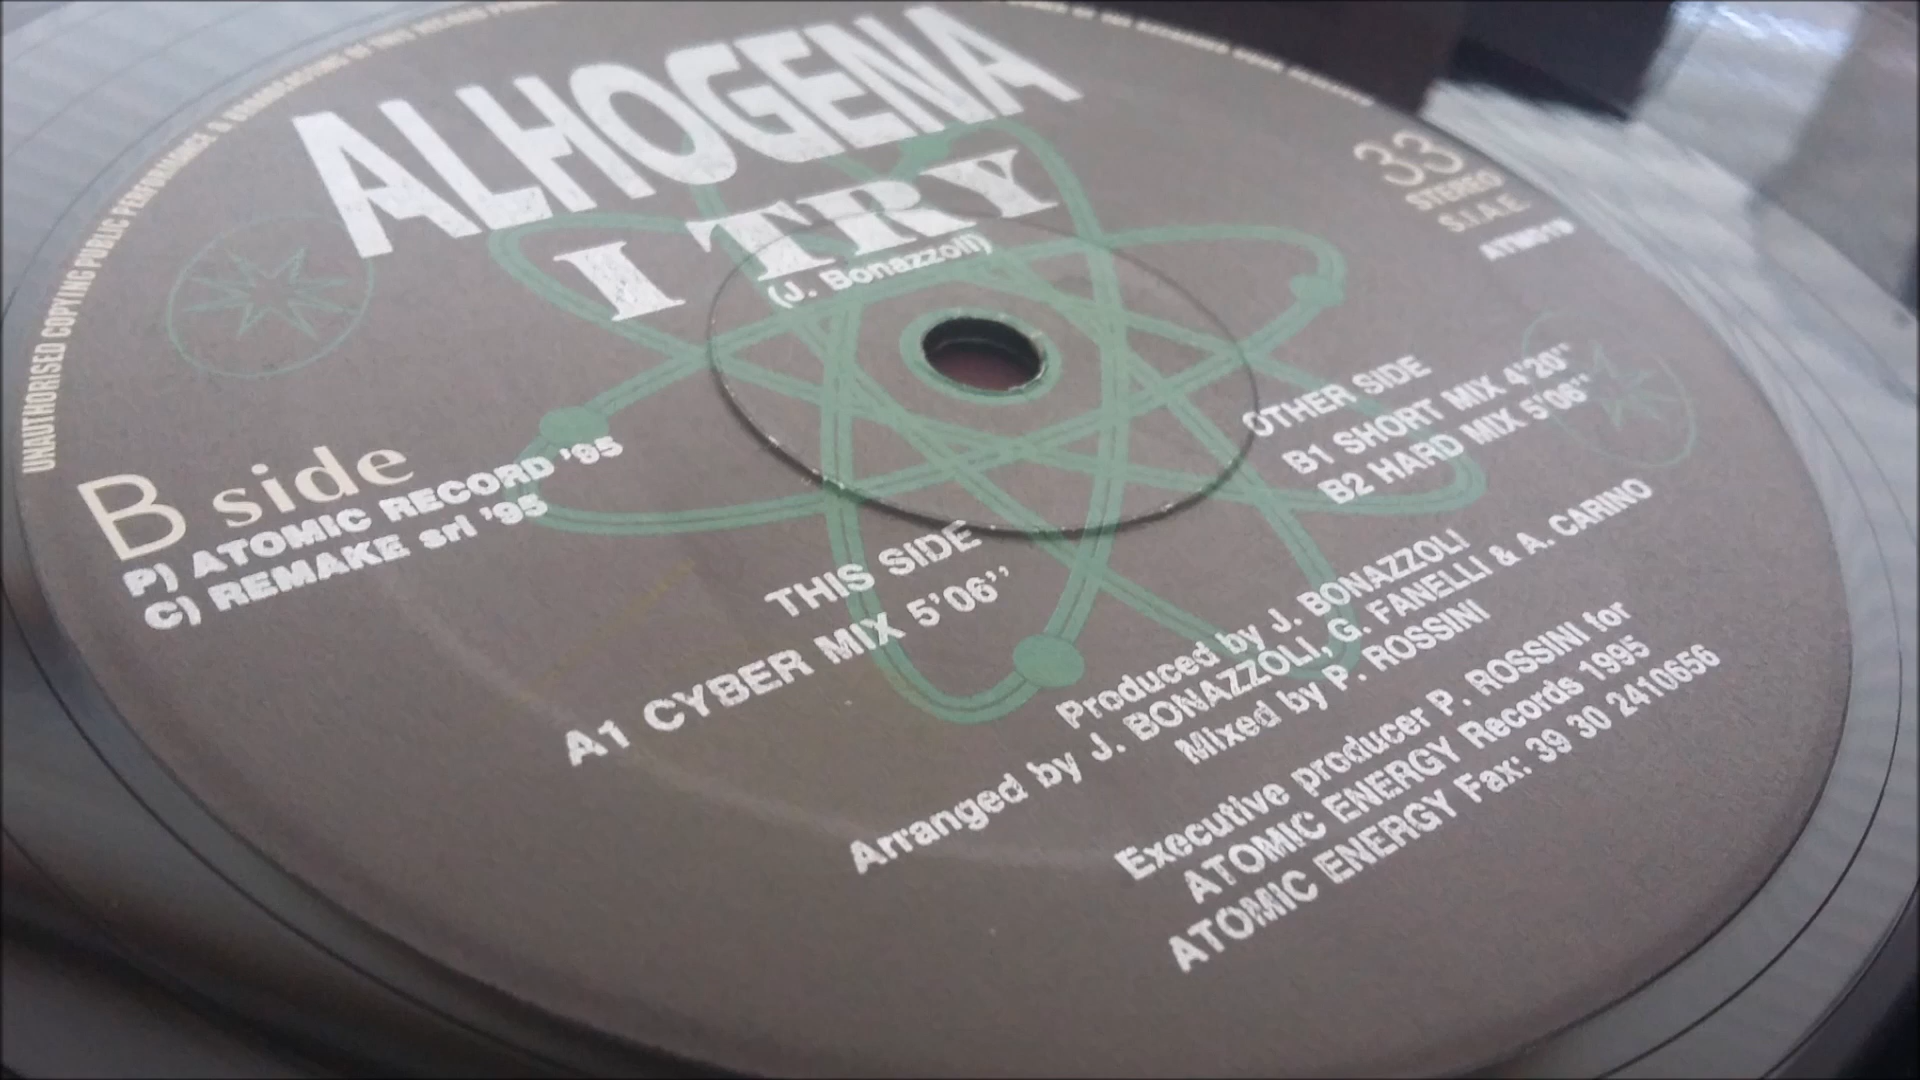 UNAUTHORISED COPYING PUBLIC PERFORMANCE & BROADCASTING OF THIS
ALHOGENA
I TRY
(J. Bonazzoli)
33
STEREO
S.I.A.E.
B side
P) ATOMIC RECORD '95
C) REMAKE srl '95
OTHER SIDE
B1 SHORT MIX 4'20"
B2 HARD MIX 5'06"
THIS SIDE
A1 CYBER MIX 5'06"
Produced by J. BONAZZOLI
Arranged by J. BONAZZOLI, G. FANELLI & A. CARINO
Mixed by P. ROSSINI
Executive producer P. ROSSINI for
ATOMIC ENERGY Records 1995
ATOMIC ENERGY Fax: 39 30 2410656